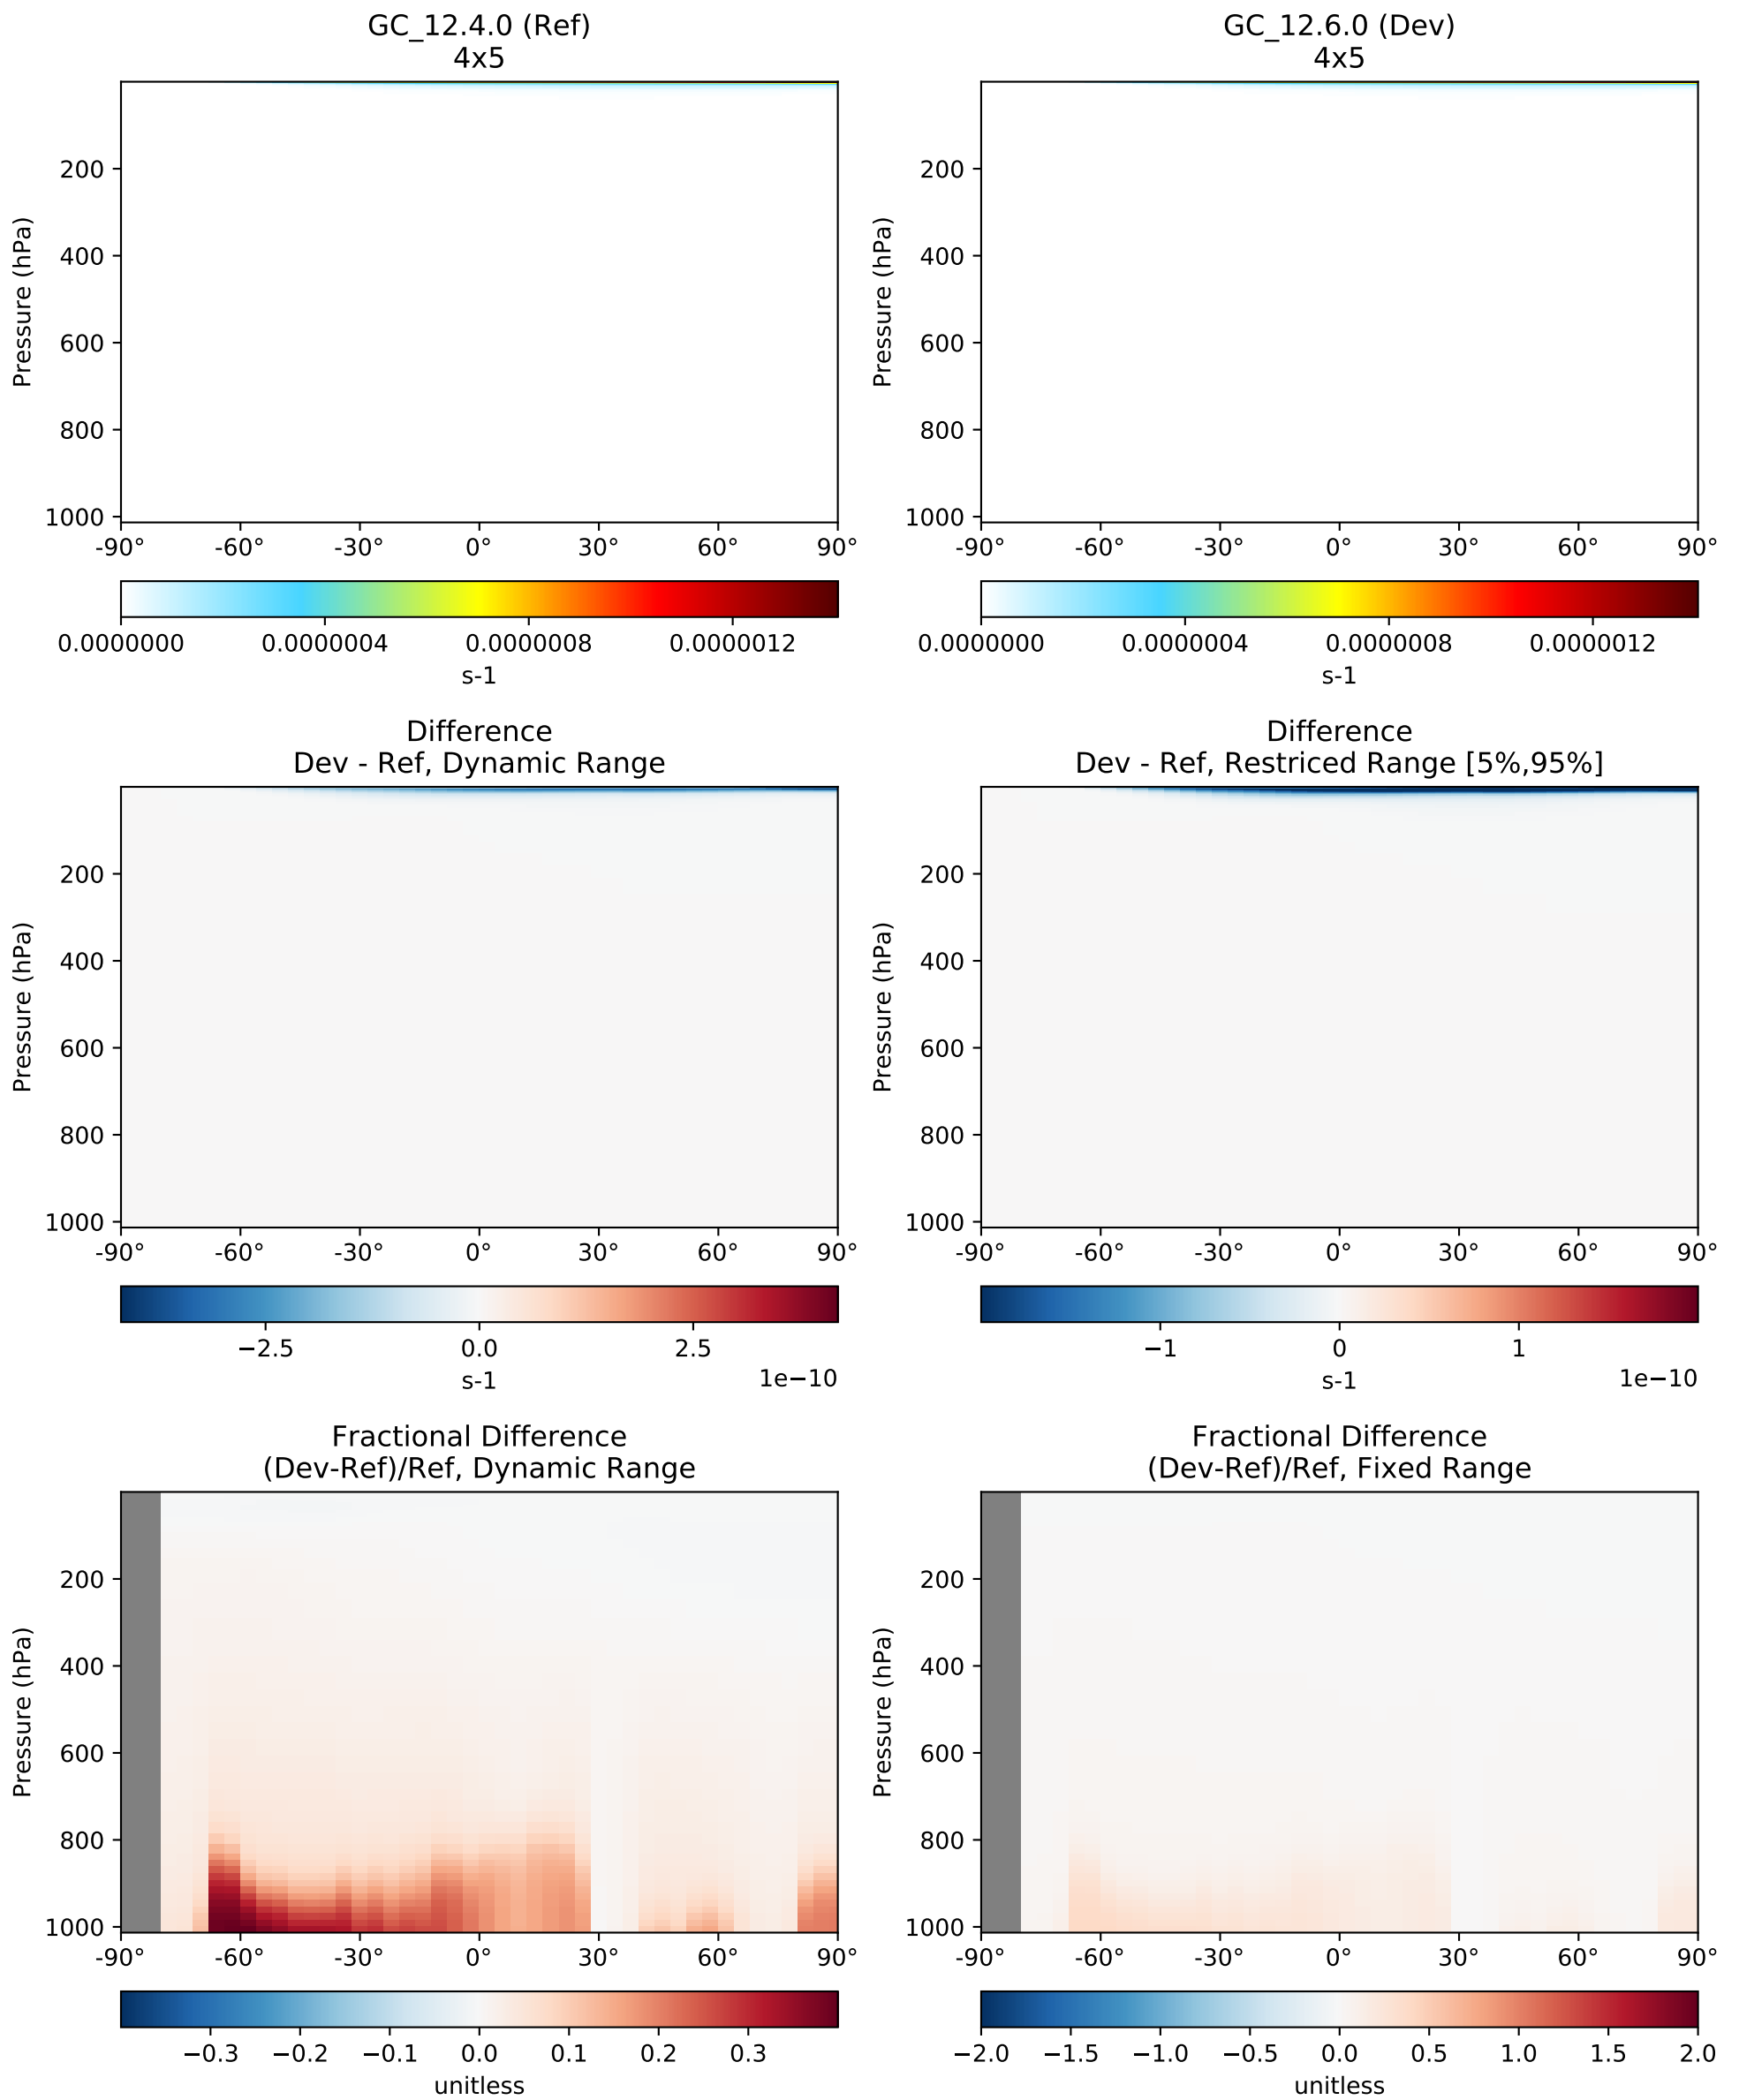 GC_12.4.0 (Ref)
4x5
Pressure (hPa)
200
400
600
800
1000
-90° -60° -30° 0° 30° 60° 90°
0.0000000 0.0000004 0.0000008 0.0000012
s-1
GC_12.6.0 (Dev)
4x5
Pressure (hPa)
200
400
600
800
1000
-90° -60° -30° 0° 30° 60° 90°
0.0000000 0.0000004 0.0000008 0.0000012
s-1
Difference
Dev - Ref, Dynamic Range
Pressure (hPa)
200
400
600
800
1000
-90° -60° -30° 0° 30° 60° 90°
−2.5 0.0 2.5
s-1 1e−10
Difference
Dev - Ref, Restriced Range [5%,95%]
Pressure (hPa)
200
400
600
800
1000
-90° -60° -30° 0° 30° 60° 90°
−1 0 1
s-1 1e−10
Fractional Difference
(Dev-Ref)/Ref, Dynamic Range
Pressure (hPa)
200
400
600
800
1000
-90° -60° -30° 0° 30° 60° 90°
−0.3 −0.2 −0.1 0.0 0.1 0.2 0.3
unitless
Fractional Difference
(Dev-Ref)/Ref, Fixed Range
Pressure (hPa)
200
400
600
800
1000
-90° -60° -30° 0° 30° 60° 90°
−2.0 −1.5 −1.0 −0.5 0.0 0.5 1.0 1.5 2.0
unitless